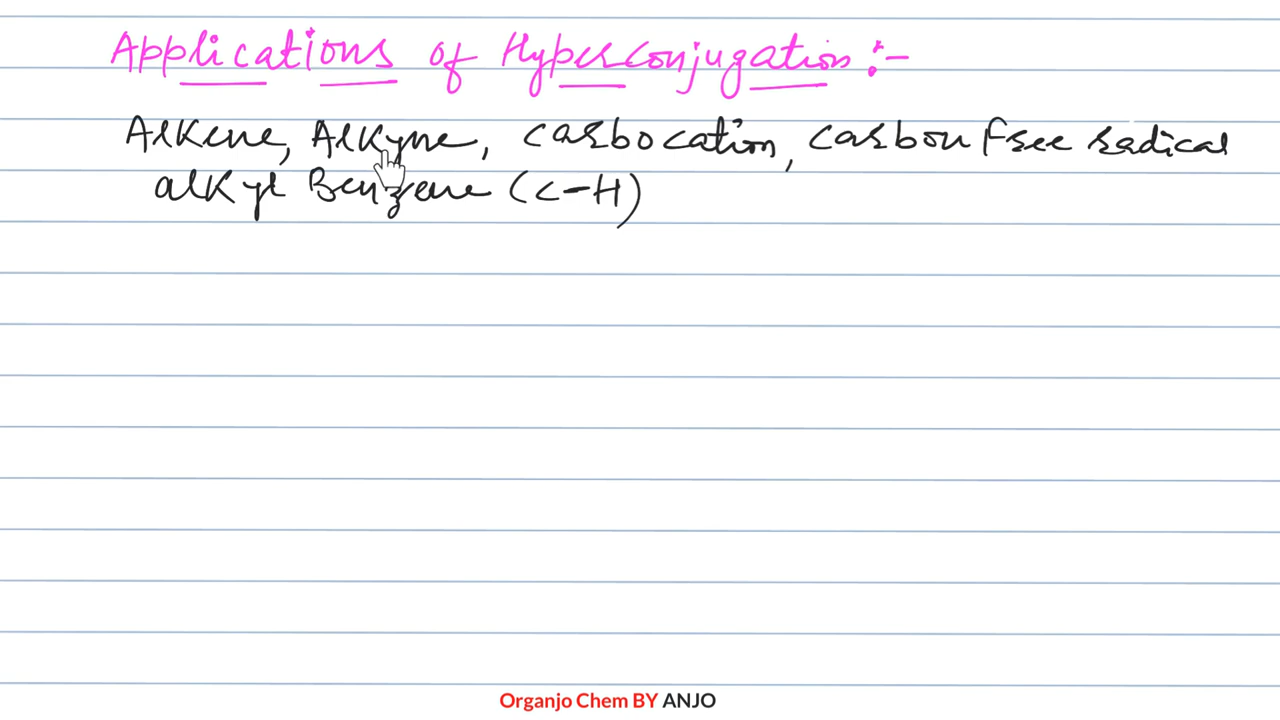 Applications of Hyperconjugation :-
Alkene, Alkyne, carbocation, carbon free radical
alkyl Benzene (C-H)
Organjo Chem BY ANJO